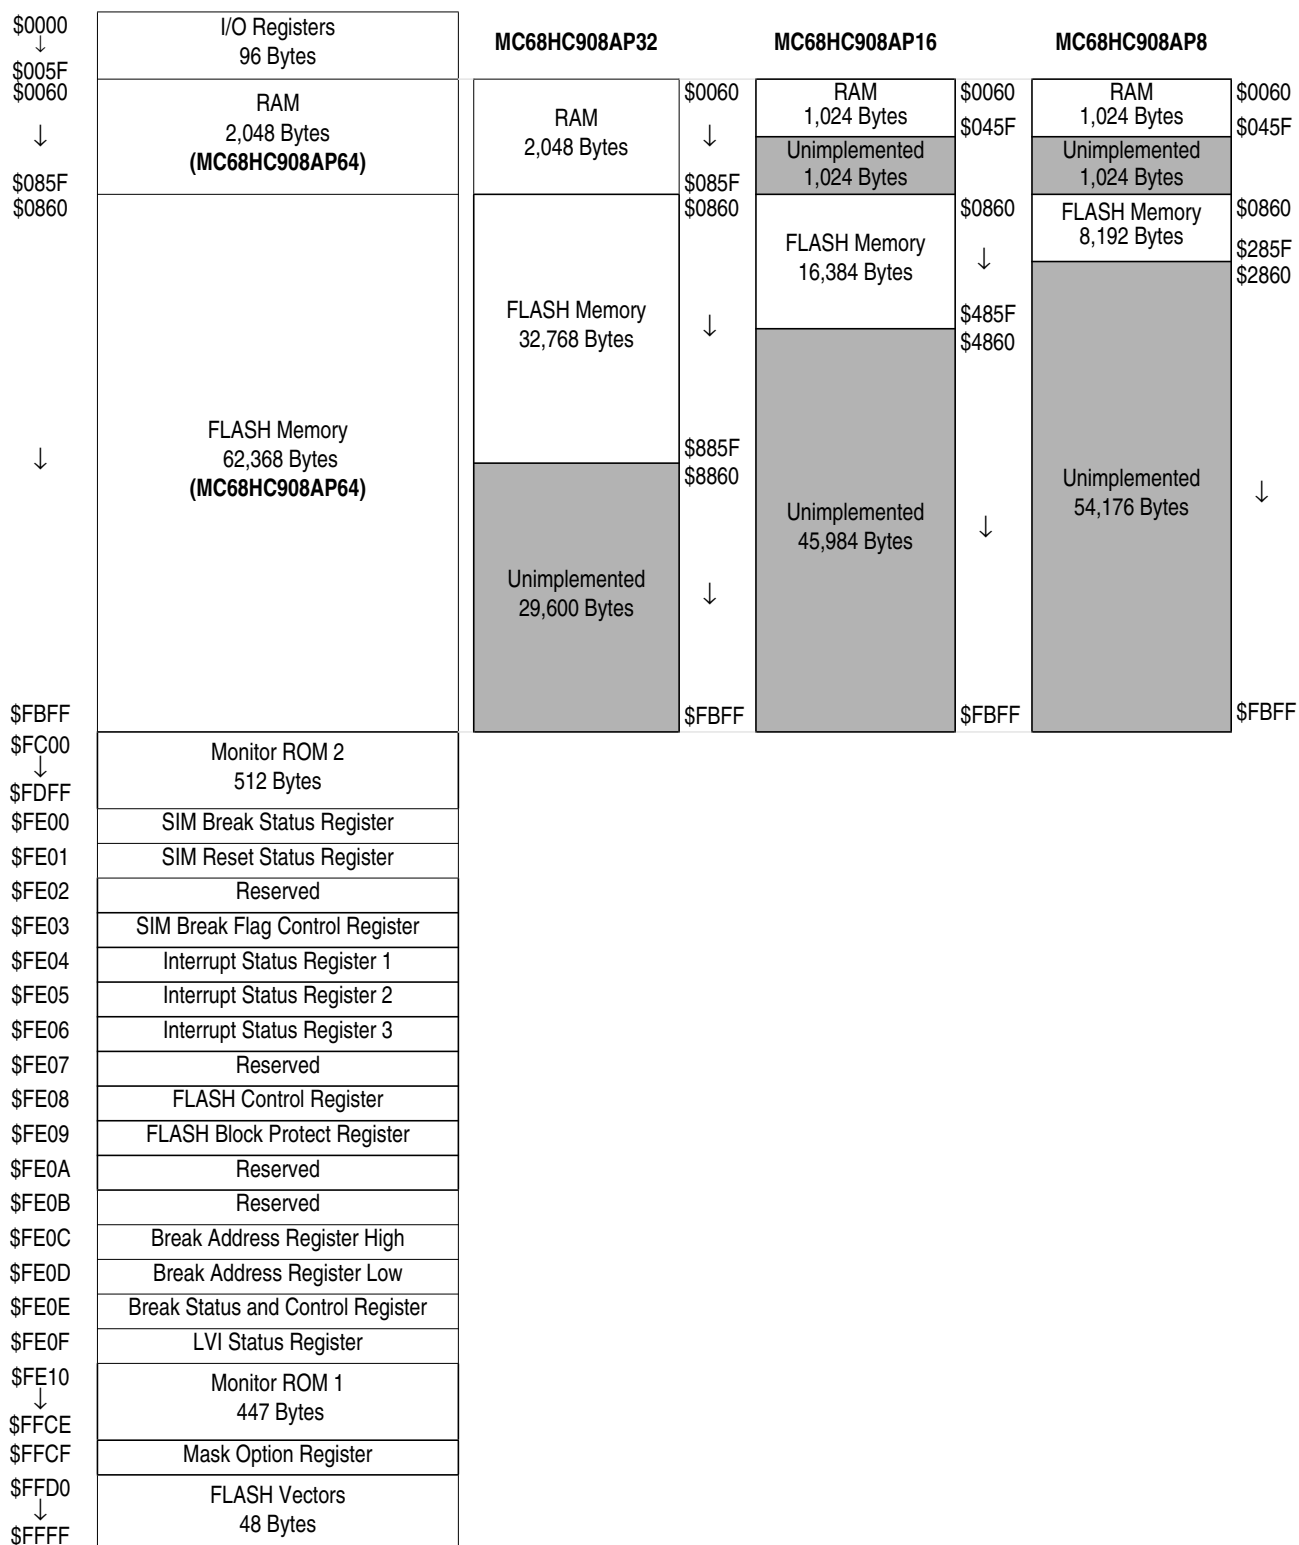 $0000
↓
$005F
I/O Registers
96 Bytes
MC68HC908AP32
MC68HC908AP16
MC68HC908AP8
$0060
↓
$085F
RAM
2,048 Bytes
(MC68HC908AP64)
RAM
2,048 Bytes
$0060
↓
$085F
RAM
1,024 Bytes
$0060
$045F
Unimplemented
1,024 Bytes
RAM
1,024 Bytes
$0060
$045F
Unimplemented
1,024 Bytes
$0860
↓
$FBFF
FLASH Memory
62,368 Bytes
(MC68HC908AP64)
FLASH Memory
32,768 Bytes
$0860
↓
$885F
Unimplemented
29,600 Bytes
$8860
↓
$FBFF
FLASH Memory
16,384 Bytes
$0860
↓
$485F
Unimplemented
45,984 Bytes
$4860
↓
$FBFF
FLASH Memory
8,192 Bytes
$0860
$285F
Unimplemented
54,176 Bytes
$2860
↓
$FBFF
$FC00
↓
$FDFF
Monitor ROM 2
512 Bytes
$FE00 SIM Break Status Register
$FE01 SIM Reset Status Register
$FE02 Reserved
$FE03 SIM Break Flag Control Register
$FE04 Interrupt Status Register 1
$FE05 Interrupt Status Register 2
$FE06 Interrupt Status Register 3
$FE07 Reserved
$FE08 FLASH Control Register
$FE09 FLASH Block Protect Register
$FE0A Reserved
$FE0B Reserved
$FE0C Break Address Register High
$FE0D Break Address Register Low
$FE0E Break Status and Control Register
$FE0F LVI Status Register
$FE10
↓
$FFCE
Monitor ROM 1
447 Bytes
$FFCF Mask Option Register
$FFD0
↓
$FFFF
FLASH Vectors
48 Bytes